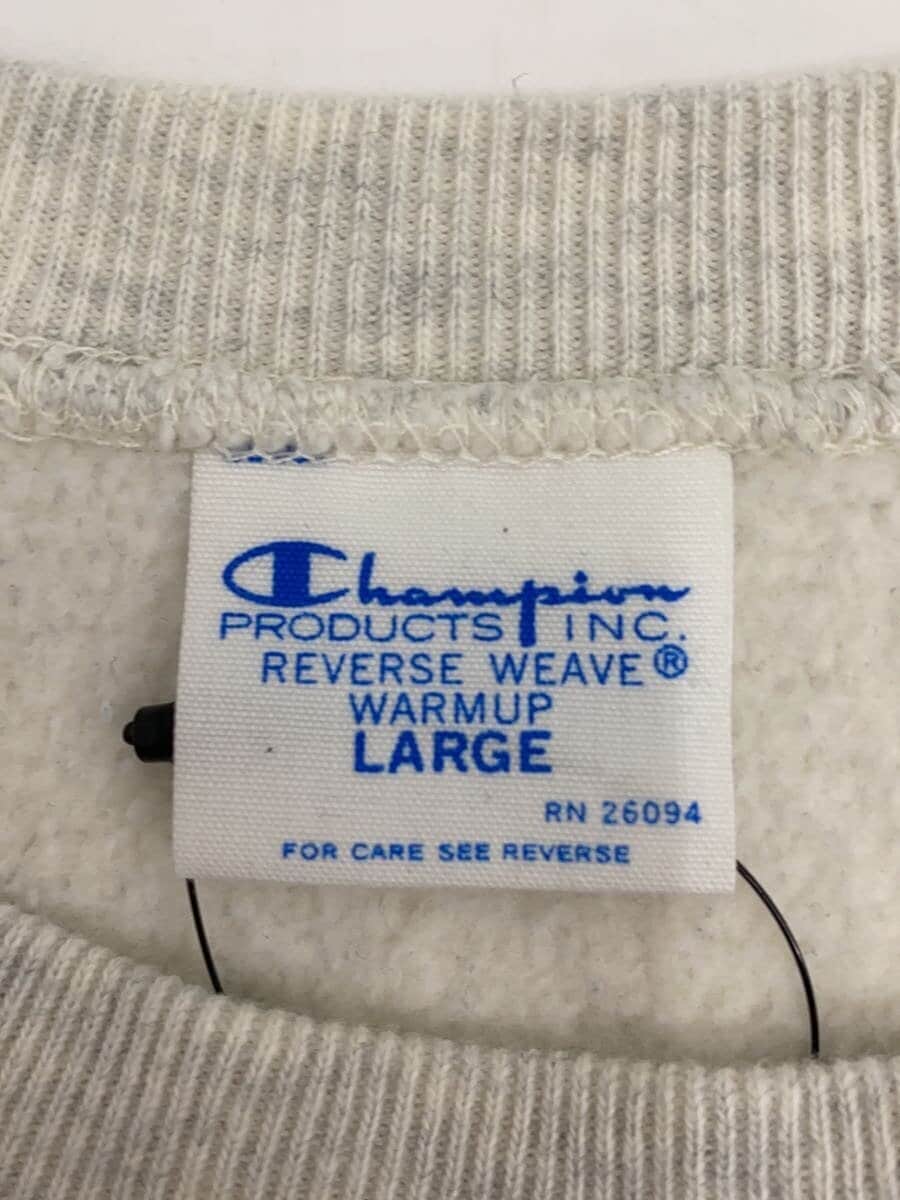 Champion
PRODUCTS INC.
REVERSE WEAVE®
WARMUP
LARGE
RN 26094
FOR CARE SEE REVERSE